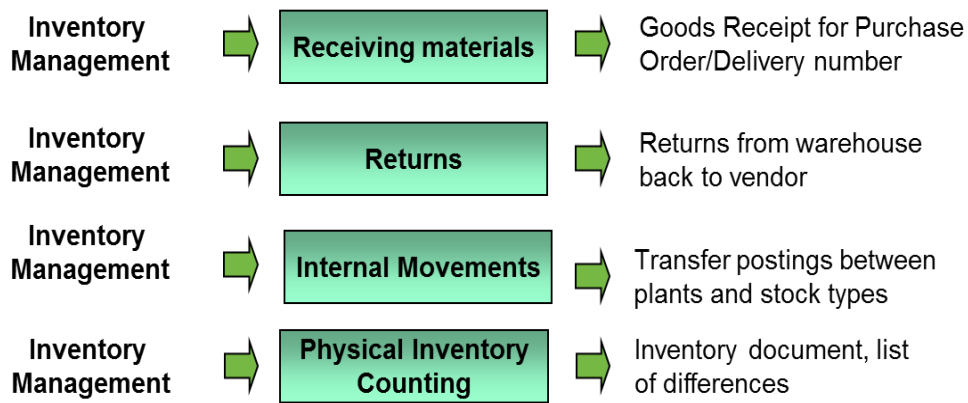 Inventory
Management
Receiving materials
Goods Receipt for Purchase
Order/Delivery number
Inventory
Management
Returns
Returns from warehouse
back to vendor
Inventory
Management
Internal Movements
Transfer postings between
plants and stock types
Inventory
Management
Physical Inventory
Counting
Inventory document, list
of differences